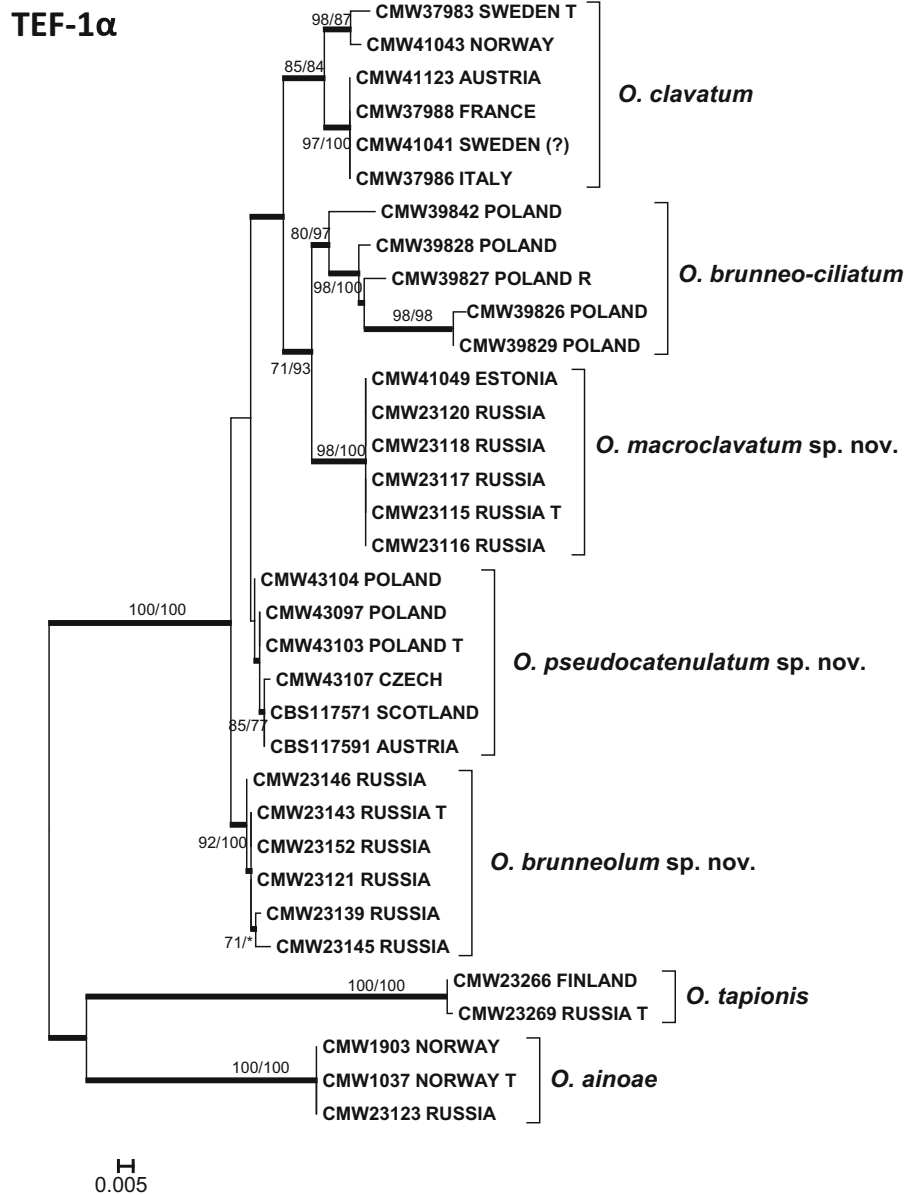 TEF-1α
98/87
CMW37983 SWEDEN T
CMW41043 NORWAY
85/84
CMW41123 AUSTRIA
CMW37988 FRANCE
97/100
CMW41041 SWEDEN (?)
CMW37986 ITALY
O. clavatum
80/97
CMW39842 POLAND
CMW39828 POLAND
98/100
CMW39827 POLAND R
98/98
CMW39826 POLAND
CMW39829 POLAND
O. brunneo-ciliatum
71/93
CMW41049 ESTONIA
CMW23120 RUSSIA
98/100
CMW23118 RUSSIA
CMW23117 RUSSIA
CMW23115 RUSSIA T
CMW23116 RUSSIA
O. macroclavatum sp. nov.
100/100
CMW43104 POLAND
CMW43097 POLAND
CMW43103 POLAND T
CMW43107 CZECH
85/77
CBS117571 SCOTLAND
CBS117591 AUSTRIA
O. pseudocatenulatum sp. nov.
CMW23146 RUSSIA
CMW23143 RUSSIA T
92/100
CMW23152 RUSSIA
CMW23121 RUSSIA
CMW23139 RUSSIA
71/*
CMW23145 RUSSIA
O. brunneolum sp. nov.
100/100
CMW23266 FINLAND
CMW23269 RUSSIA T
O. tapionis
100/100
CMW1903 NORWAY
CMW1037 NORWAY T
CMW23123 RUSSIA
O. ainoae
0.005